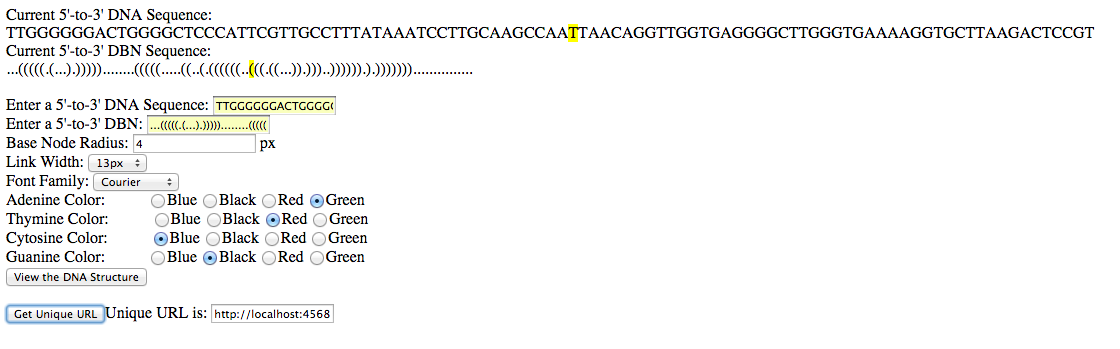 Current 5'-to-3' DNA Sequence:
TTGGGGGGACTGGGGCTCCCATTCGTTGCCTTTATAAATCCTTGCAAGCCAATTAACAGGTTGGTGAGGGGCTTGGGTGAAAAGGTGCTTAAGACTCCGT
Current 5'-to-3' DBN Sequence:
...(((((.(...).)))))........(((((.....((..(.((((((..((((.((...)).)))..)))))).).)))))))..............
Enter a 5'-to-3' DNA Sequence: TTGGGGGGACTGGGG(
Enter a 5'-to-3' DBN: ...(((((.(...).)))))........(((((
Base Node Radius: 4 px
Link Width: 13px
Font Family: Courier
Adenine Color: Blue Black Red Green
Thymine Color: Blue Black Red Green
Cytosine Color: Blue Black Red Green
Guanine Color: Blue Black Red Green
View the DNA Structure
Get Unique URL Unique URL is: http://localhost:4568